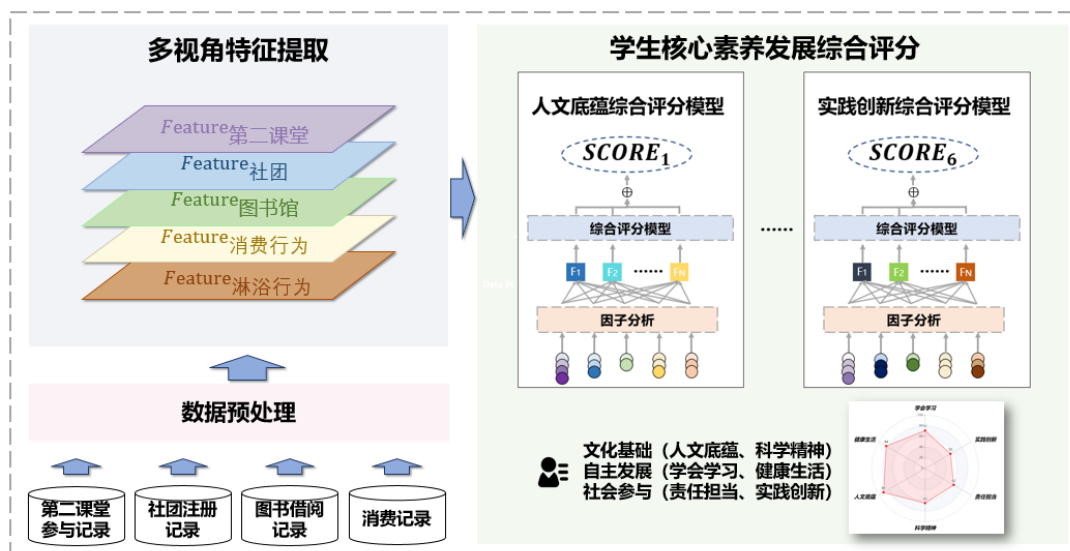 多视角特征提取
Feature第二课堂
Feature社团
Feature图书馆
Feature消费行为
Feature淋浴行为
数据预处理
第二课堂
参与记录
社团注册
记录
图书借阅
记录
消费记录
学生核心素养发展综合评分
人文底蕴综合评分模型
SCORE1
⊕
综合评分模型
F1 F2 ...... FN
因子分析
......
实践创新综合评分模型
SCORE6
⊕
综合评分模型
F1 F2 ...... FN
因子分析
文化基础（人文底蕴、科学精神）
自主发展（学会学习、健康生活）
社会参与（责任担当、实践创新）
学会学习
实践创新
责任担当
科学精神
人文底蕴
健康生活